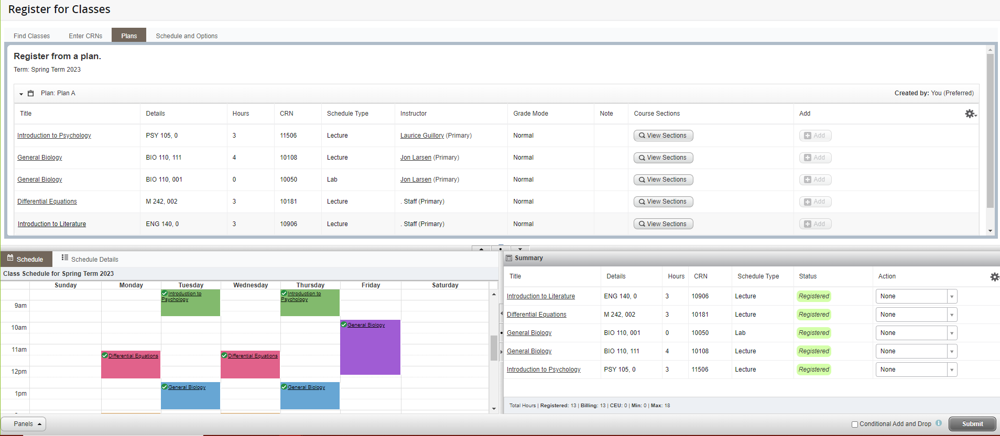 Register for Classes
Find Classes Enter CRNs Plans Schedule and Options
Register from a plan.
Term: Spring Term 2023
Plan: Plan A Created by: You (Preferred)
Title Details Hours CRN Schedule Type Instructor Grade Mode Note Course Sections Add
Introduction to Psychology PSY 105, 0 3 11506 Lecture Laurice Guillory (Primary) Normal View Sections Add
General Biology BIO 110, 111 4 10108 Lecture Jon Larsen (Primary) Normal View Sections Add
General Biology BIO 110, 001 0 10050 Lab Jon Larsen (Primary) Normal View Sections Add
Differential Equations M 242, 002 3 10181 Lecture . Staff (Primary) Normal View Sections Add
Introduction to Literature ENG 140, 0 3 10906 Lecture . Staff (Primary) Normal View Sections Add
Schedule Schedule Details
Class Schedule for Spring Term 2023
Sunday Monday Tuesday Wednesday Thursday Friday Saturday
Introduction to Psychology Introduction to Psychology
9am
10am
General Biology
11am
Differential Equations Differential Equations
12pm
General Biology General Biology
1pm
Summary
Title Details Hours CRN Schedule Type Status Action
Introduction to Literature ENG 140, 0 3 10906 Lecture Registered None
Differential Equations M 242, 002 3 10181 Lecture Registered None
General Biology BIO 110, 001 0 10050 Lab Registered None
General Biology BIO 110, 111 4 10108 Lecture Registered None
Introduction to Psychology PSY 105, 0 3 11506 Lecture Registered None
Total Hours | Registered: 13 | Billing: 13 | CEU: 0 | Min: 0 | Max: 18
Panels Conditional Add and Drop Submit